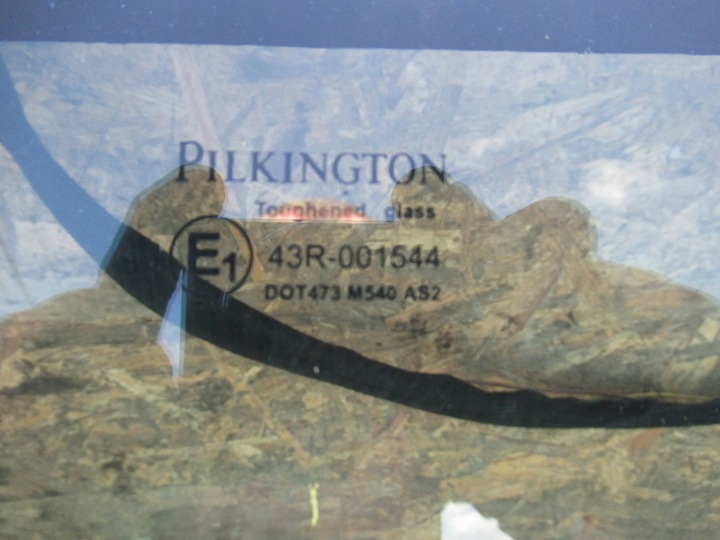 PILKINGTON
Toughened glass
E1 43R-001544
DOT473 M540 AS2